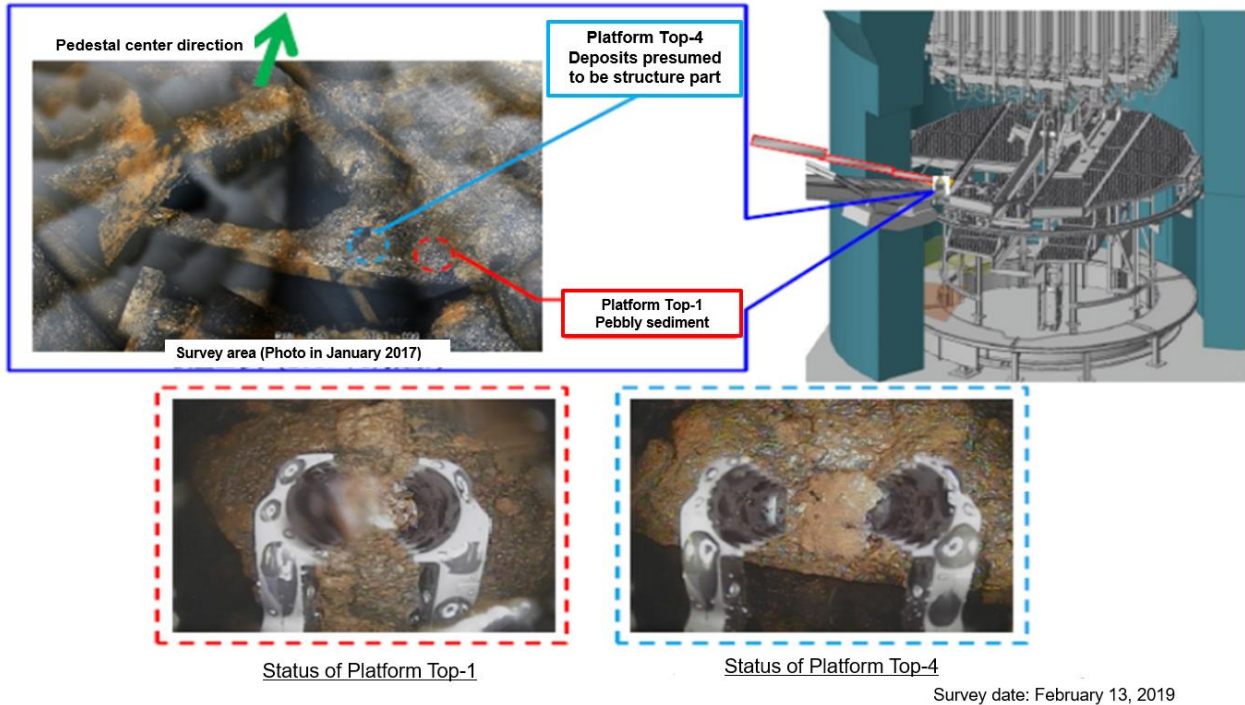 Pedestal center direction
Platform Top-4
Deposits presumed
to be structure part
Platform Top-1
Pebbly sediment
Survey area (Photo in January 2017)
Status of Platform Top-1
Status of Platform Top-4
Survey date: February 13, 2019